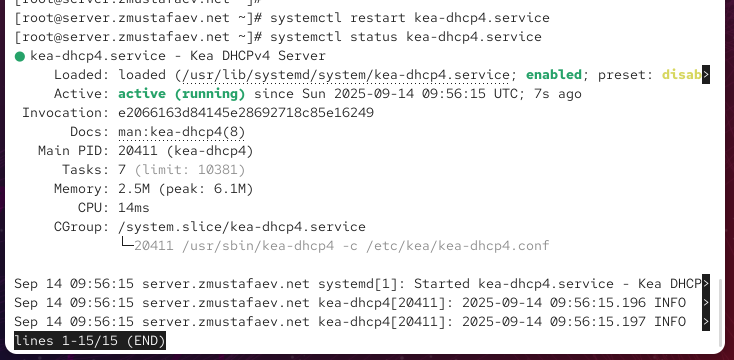 [root@server.zmustafaev.net ~]#
[root@server.zmustafaev.net ~]# systemctl restart kea-dhcp4.service
[root@server.zmustafaev.net ~]# systemctl status kea-dhcp4.service
● kea-dhcp4.service - Kea DHCPv4 Server
Loaded: loaded (/usr/lib/systemd/system/kea-dhcp4.service; enabled; preset: disab>
Active: active (running) since Sun 2025-09-14 09:56:15 UTC; 7s ago
Invocation: e2066163d84145e28692718c85e16249
Docs: man:kea-dhcp4(8)
Main PID: 20411 (kea-dhcp4)
Tasks: 7 (limit: 10381)
Memory: 2.5M (peak: 6.1M)
CPU: 14ms
CGroup: /system.slice/kea-dhcp4.service
└─20411 /usr/sbin/kea-dhcp4 -c /etc/kea/kea-dhcp4.conf
Sep 14 09:56:15 server.zmustafaev.net systemd[1]: Started kea-dhcp4.service - Kea DHCP>
Sep 14 09:56:15 server.zmustafaev.net kea-dhcp4[20411]: 2025-09-14 09:56:15.196 INFO >
Sep 14 09:56:15 server.zmustafaev.net kea-dhcp4[20411]: 2025-09-14 09:56:15.197 INFO >
lines 1-15/15 (END)